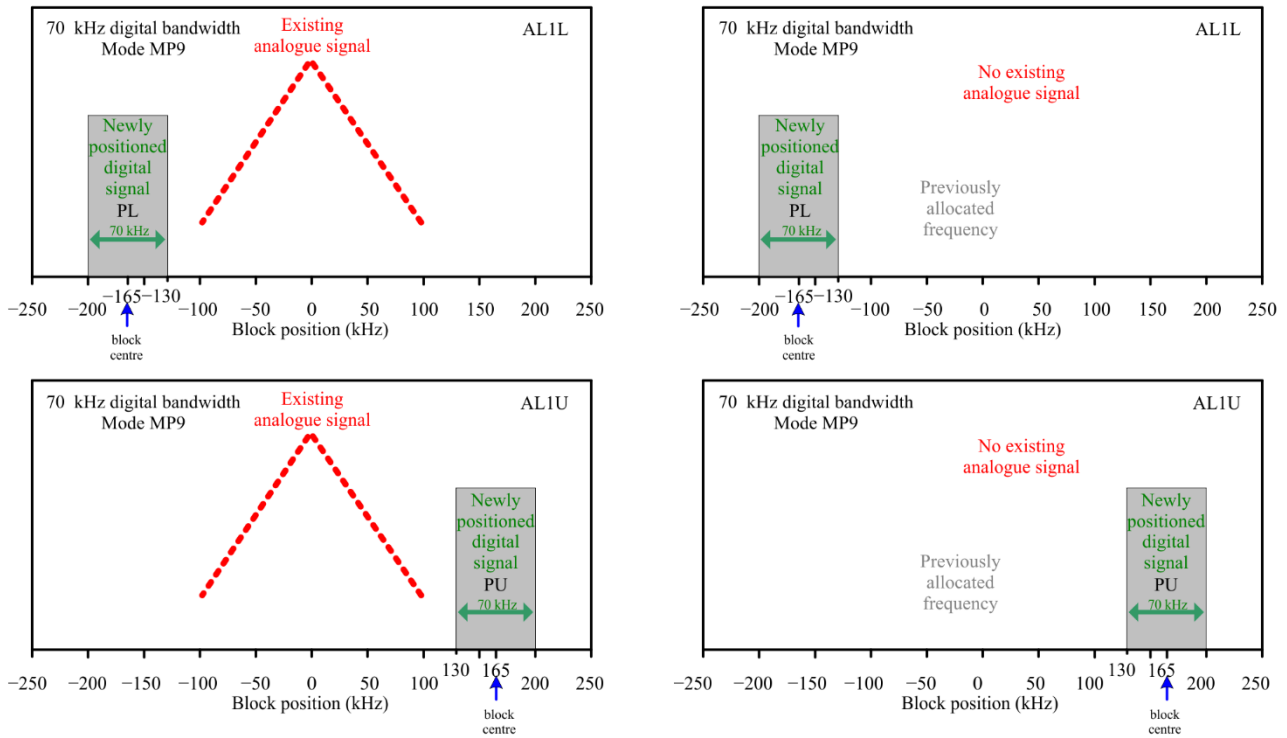 70 kHz digital bandwidth
Mode MP9
Existing
analogue signal
AL1L
Newly
positioned
digital
signal
PL
70 kHz
−250 −200 −165 −130 −100 −50 0 50 100 150 200 250
Block position (kHz)
block
centre
70 kHz digital bandwidth
Mode MP9
AL1L
No existing
analogue signal
Newly
positioned
digital
signal
PL
70 kHz
Previously
allocated
frequency
−250 −200 −165 −130 −100 −50 0 50 100 150 200 250
Block position (kHz)
block
centre
70 kHz digital bandwidth
Mode MP9
Existing
analogue signal
AL1U
Newly
positioned
digital
signal
PU
70 kHz
130 165
−250 −200 −150 −100 −50 0 50 100 200 250
Block position (kHz)
block
centre
70 kHz digital bandwidth
Mode MP9
AL1U
No existing
analogue signal
Newly
positioned
digital
signal
PU
70 kHz
Previously
allocated
frequency
−250 −200 −150 −100 −50 0 50 100 130 165 200 250
Block position (kHz)
block
centre